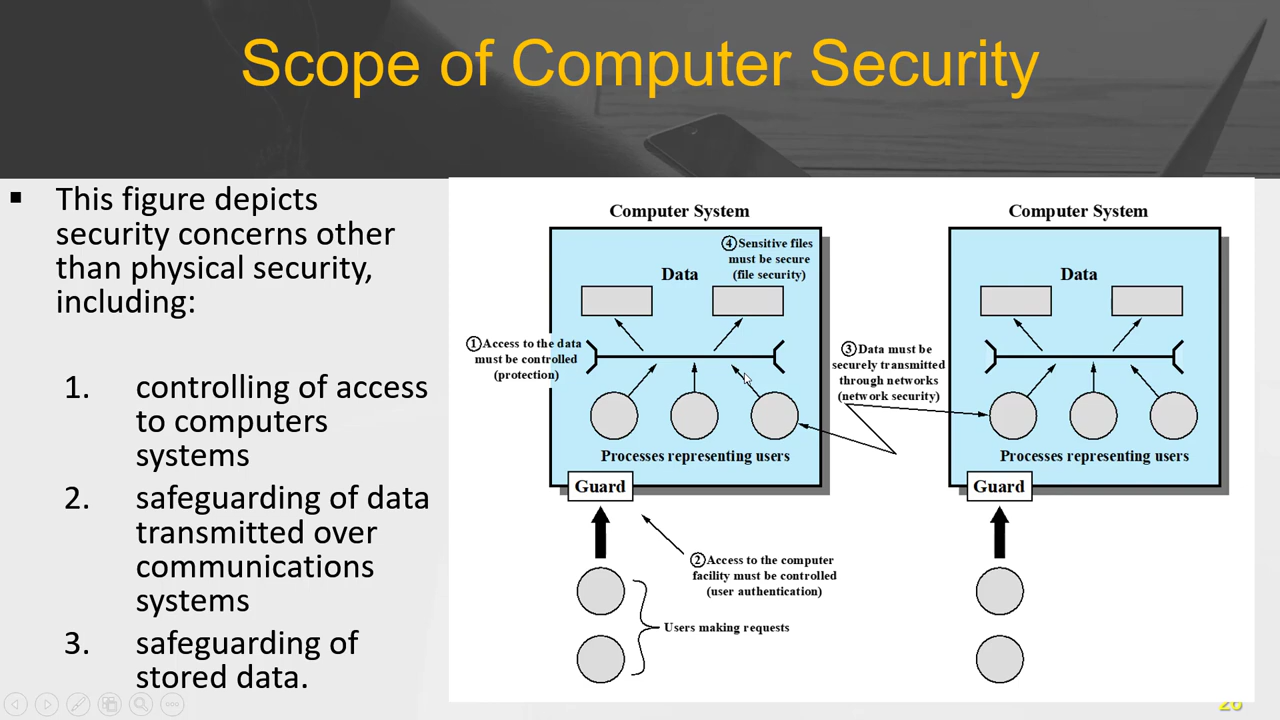 Scope of Computer Security
▪ This figure depicts
security concerns other
than physical security,
including:
1. controlling of access
to computers
systems
2. safeguarding of data
transmitted over
communications
systems
3. safeguarding of
stored data.
Computer System
④ Sensitive files
must be secure
(file security)
Data
① Access to the data
must be controlled
(protection)
Processes representing users
Guard
② Access to the computer
facility must be controlled
(user authentication)
Users making requests
③ Data must be
securely transmitted
through networks
(network security)
Computer System
Data
Processes representing users
Guard
26